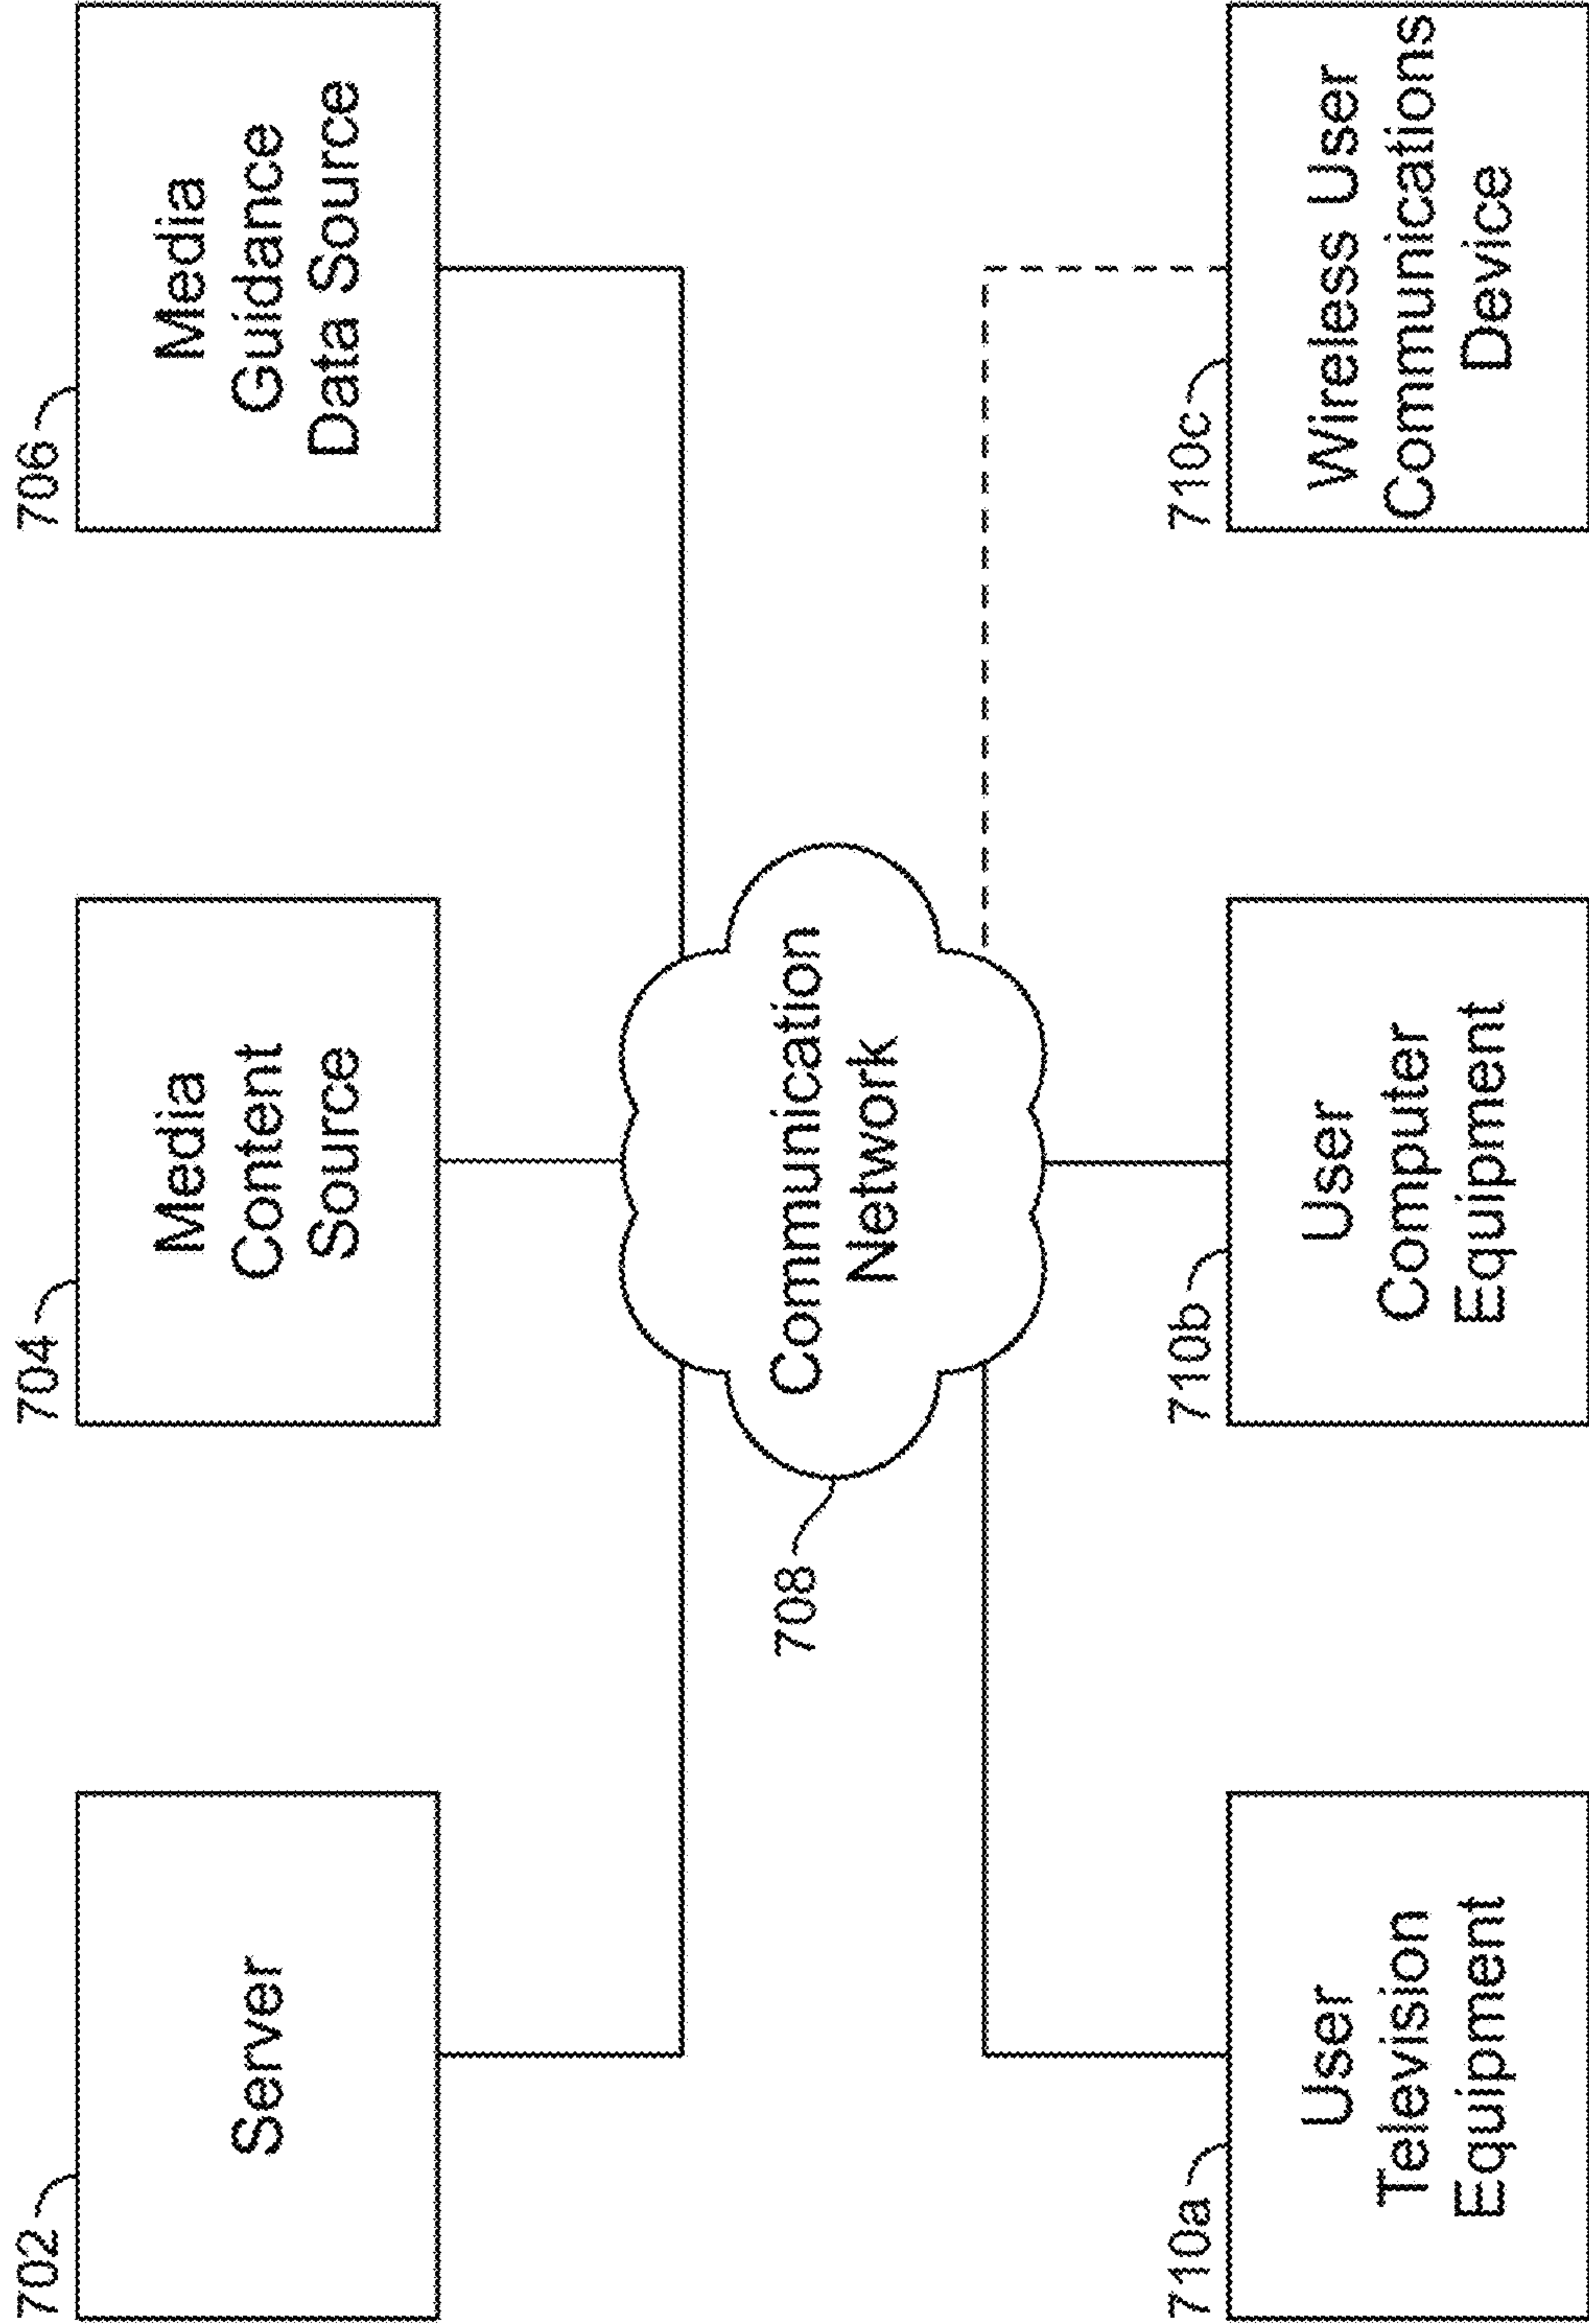 702
Server
704
Media
Content
Source
706
Media
Guidance
Data Source
708
Communication
Network
710a
User
Television
Equipment
710b
User
Computer
Equipment
710c
Wireless User
Communications
Device